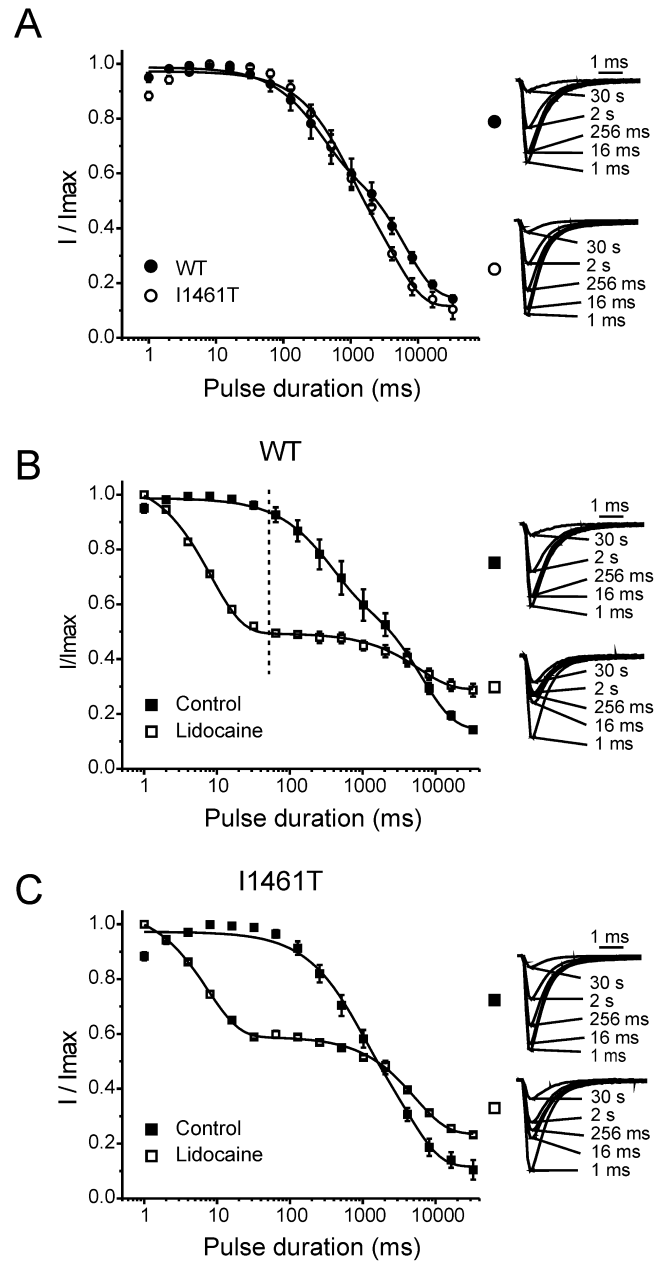 A
1.0
0.8
0.6
0.4
0.2
0.0
I / Imax
WT
I1461T
1 10 100 1000 10000
Pulse duration (ms)
1 ms
30 s
2 s
256 ms
16 ms
1 ms
30 s
2 s
256 ms
16 ms
1 ms
B
WT
1.0
0.8
0.6
0.4
0.2
0.0
I/Imax
Control
Lidocaine
1 10 100 1000 10000
Pulse duration (ms)
1 ms
30 s
2 s
256 ms
16 ms
1 ms
30 s
2 s
256 ms
16 ms
1 ms
C
I1461T
1.0
0.8
0.6
0.4
0.2
0.0
I / Imax
Control
Lidocaine
1 10 100 1000 10000
Pulse duration (ms)
1 ms
30 s
2 s
256 ms
16 ms
1 ms
30 s
2 s
256 ms
16 ms
1 ms